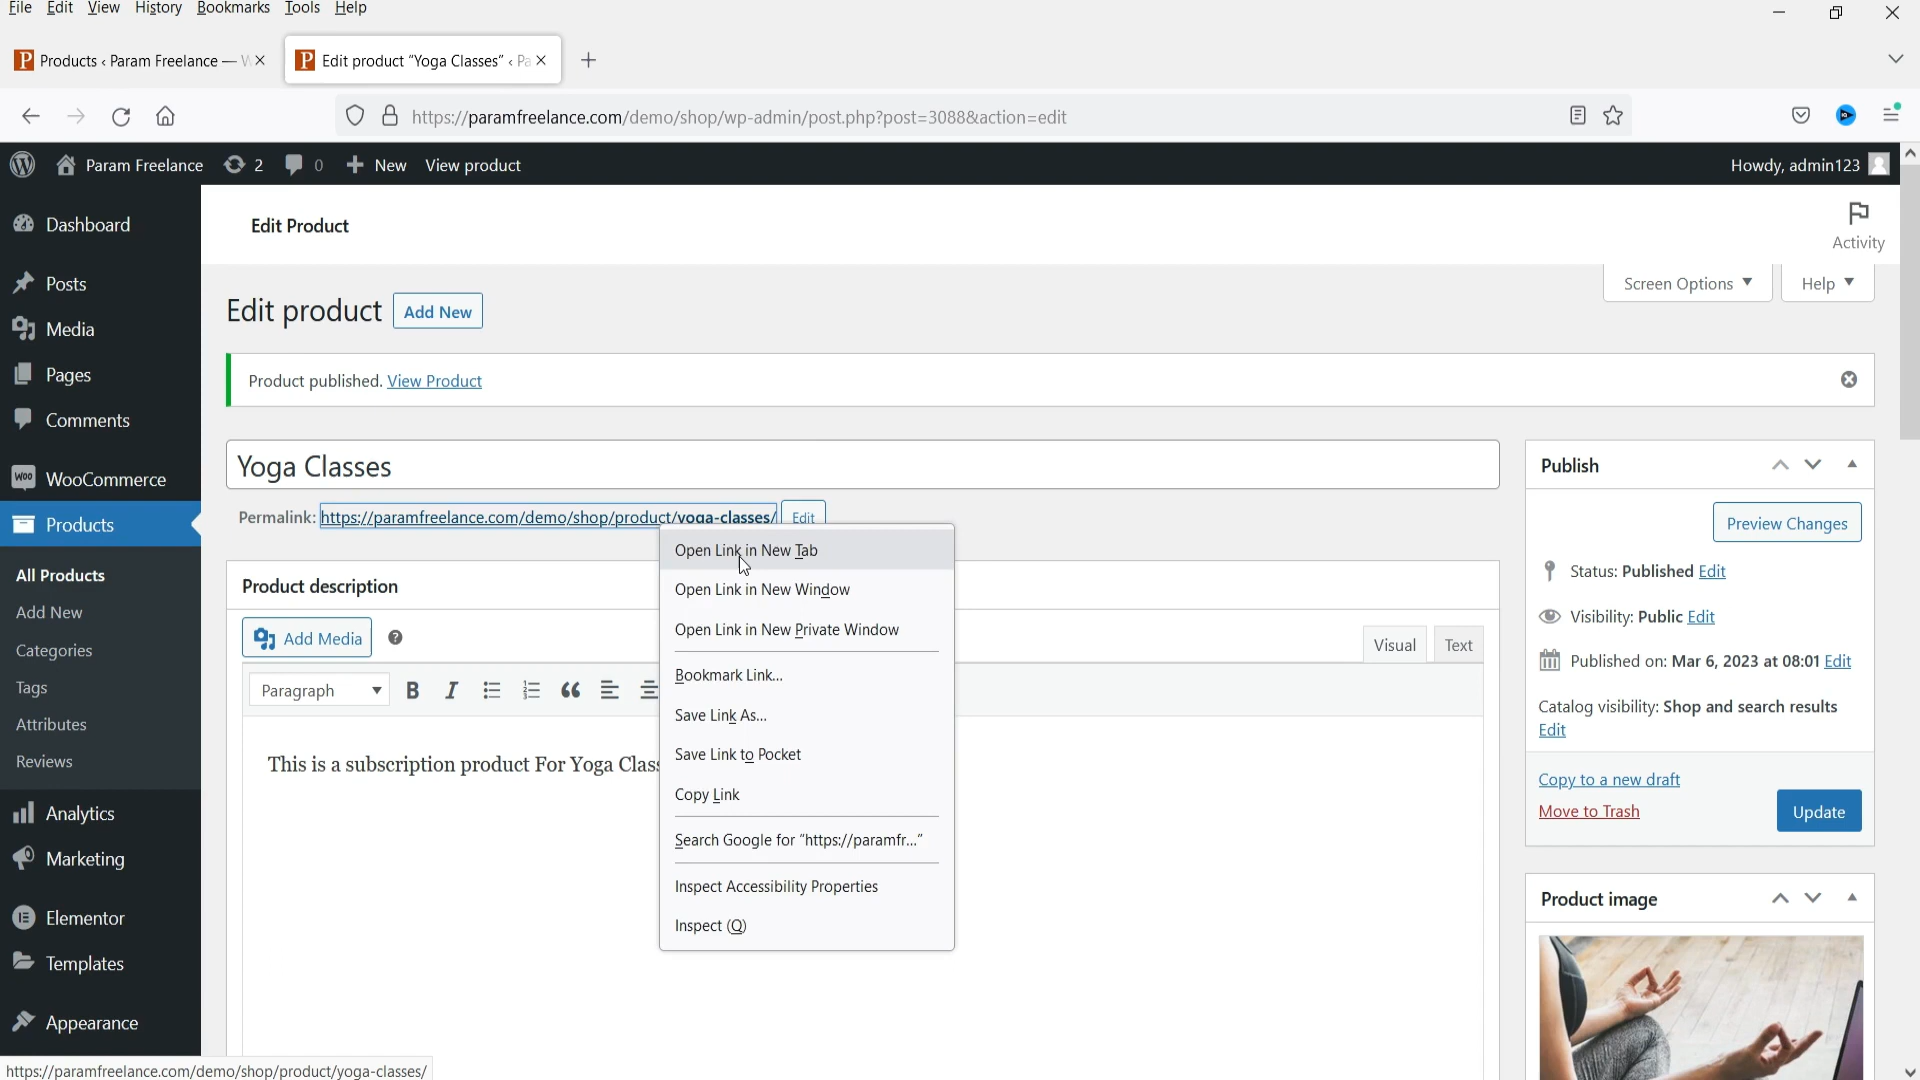 File Edit View History Bookmarks Tools Help
Products ‹ Param Freelance — W
Edit product "Yoga Classes" ‹ Pa
https://paramfreelance.com/demo/shop/wp-admin/post.php?post=3088&action=edit
Param Freelance 2 0 New View product
Howdy, admin123
Dashboard
Posts
Media
Pages
Comments
WooCommerce
Products
All Products
Add New
Categories
Tags
Attributes
Reviews
Analytics
Marketing
Elementor
Templates
Appearance
Edit Product
Activity
Screen Options
Help
Edit product
Add New
Product published. View Product
Yoga Classes
Permalink: https://paramfreelance.com/demo/shop/product/yoga-classes/ Edit
Product description
Add Media
Visual Text
Paragraph
This is a subscription product For Yoga Class
Open Link in New Tab
Open Link in New Window
Open Link in New Private Window
Bookmark Link...
Save Link As...
Save Link to Pocket
Copy Link
Search Google for "https://paramfr..."
Inspect Accessibility Properties
Inspect (Q)
Publish
Preview Changes
Status: Published Edit
Visibility: Public Edit
Published on: Mar 6, 2023 at 08:01 Edit
Catalog visibility: Shop and search results
Edit
Copy to a new draft
Move to Trash
Update
Product image
https://paramfreelance.com/demo/shop/product/yoga-classes/